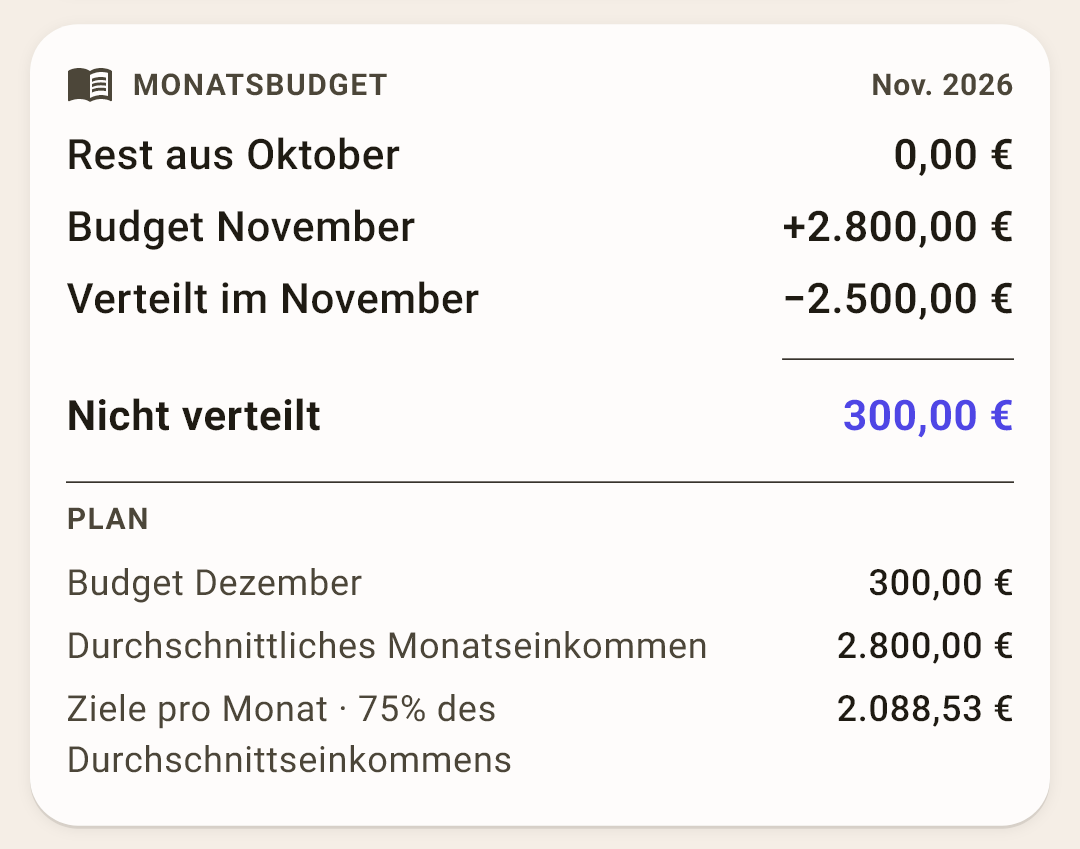 MONATSBUDGET Nov. 2026
Rest aus Oktober 0,00 €
Budget November +2.800,00 €
Verteilt im November −2.500,00 €
Nicht verteilt 300,00 €
PLAN
Budget Dezember 300,00 €
Durchschnittliches Monatseinkommen 2.800,00 €
Ziele pro Monat · 75% des 2.088,53 €
Durchschnittseinkommens